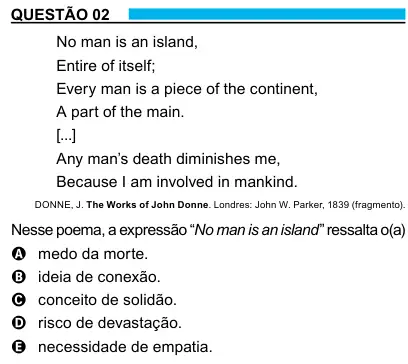 QUESTÃO 02
No man is an island,
Entire of itself;
Every man is a piece of the continent,
A part of the main.
[...]
Any man's death diminishes me,
Because I am involved in mankind.
DONNE, J. The Works of John Donne. Londres: John W. Parker, 1839 (fragmento).
Nesse poema, a expressão “No man is an island” ressalta o(a)
A medo da morte.
B ideia de conexão.
C conceito de solidão.
D risco de devastação.
E necessidade de empatia.